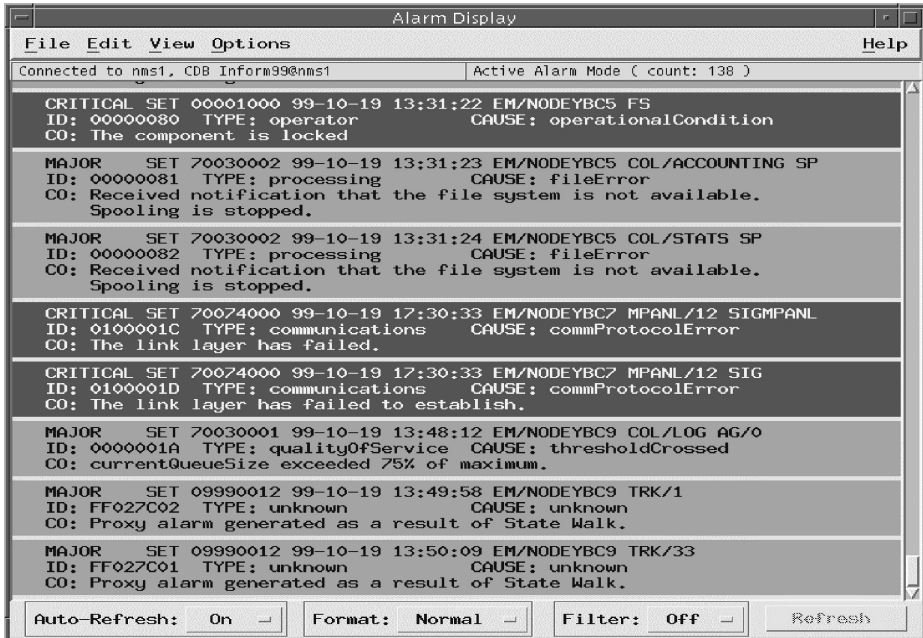 Alarm Display
File Edit View Options Help
Connected to nms1, CDB Inform99@nms1 Active Alarm Mode ( count: 138 )
CRITICAL SET 00001000 99-10-19 13:31:22 EM/NODEYBC5 FS
ID: 00000080 TYPE: operator CAUSE: operationalCondition
CO: The component is locked
MAJOR SET 70030002 99-10-19 13:31:23 EM/NODEYBC5 COL/ACCOUNTING SP
ID: 00000081 TYPE: processing CAUSE: fileError
CO: Received notification that the file system is not available.
Spooling is stopped.
MAJOR SET 70030002 99-10-19 13:31:24 EM/NODEYBC5 COL/STATS SP
ID: 00000082 TYPE: processing CAUSE: fileError
CO: Received notification that the file system is not available.
Spooling is stopped.
CRITICAL SET 70074000 99-10-19 17:30:33 EM/NODEYBC7 MPANL/12 SIGMPANL
ID: 0100001C TYPE: communications CAUSE: commProtocolError
CO: The link layer has failed.
CRITICAL SET 70074000 99-10-19 17:30:33 EM/NODEYBC7 MPANL/12 SIG
ID: 0100001D TYPE: communications CAUSE: commProtocolError
CO: The link layer has failed to establish.
MAJOR SET 70030001 99-10-19 13:48:12 EM/NODEYBC9 COL/LOG AG/0
ID: 0000001A TYPE: qualityOfService CAUSE: thresholdCrossed
CO: currentQueueSize exceeded 75% of maximum.
MAJOR SET 09990012 99-10-19 13:49:58 EM/NODEYBC9 TRK/1
ID: FF027C02 TYPE: unknown CAUSE: unknown
CO: Proxy alarm generated as a result of State Walk.
MAJOR SET 09990012 99-10-19 13:50:09 EM/NODEYBC9 TRK/33
ID: FF027C01 TYPE: unknown CAUSE: unknown
CO: Proxy alarm generated as a result of State Walk.
Auto-Refresh: On Format: Normal Filter: Off Refresh